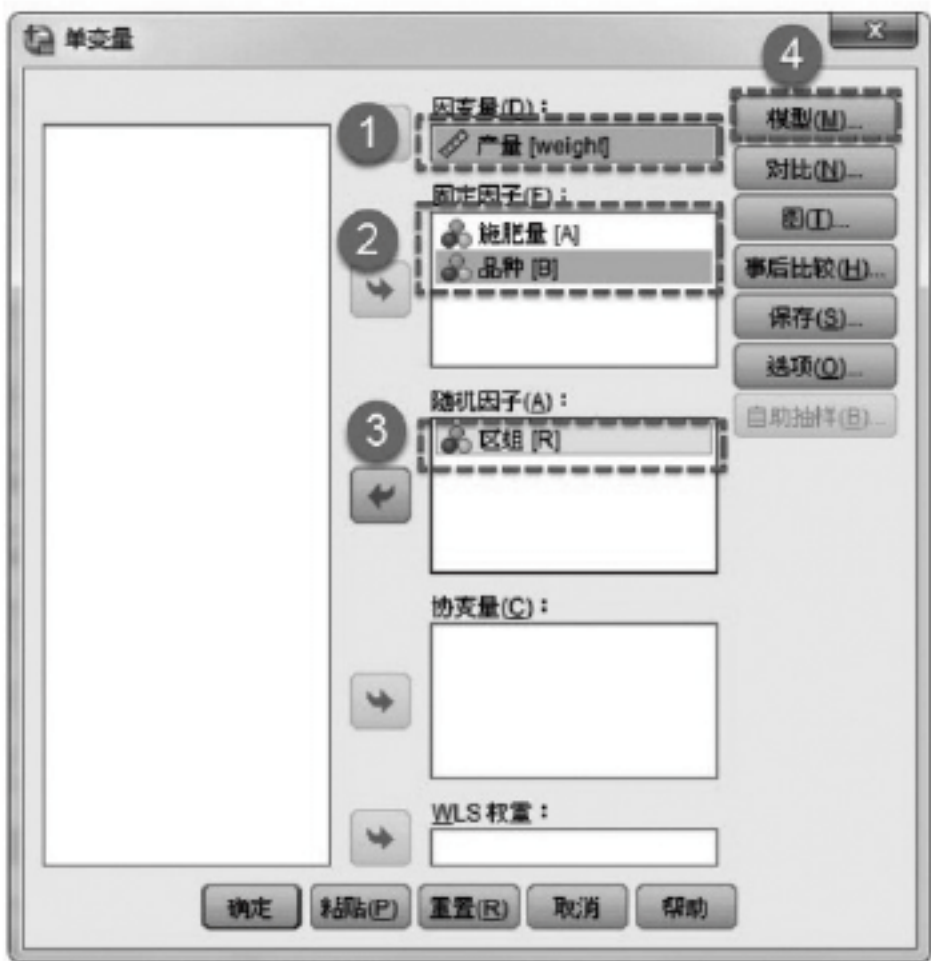 单变量
4
因变量(D)：
模型(M)...
1
产量 [weight]
对比(N)...
固定因子(F)：
图(T)...
2
施肥量 [A]
品种 [B]
事后比较(H)...
保存(S)...
选项(O)...
随机因子(A)：
自助抽样(B)...
3
区组 [R]
协变量(C)：
WLS 权重：
确定
粘贴(P)
重置(R)
取消
帮助